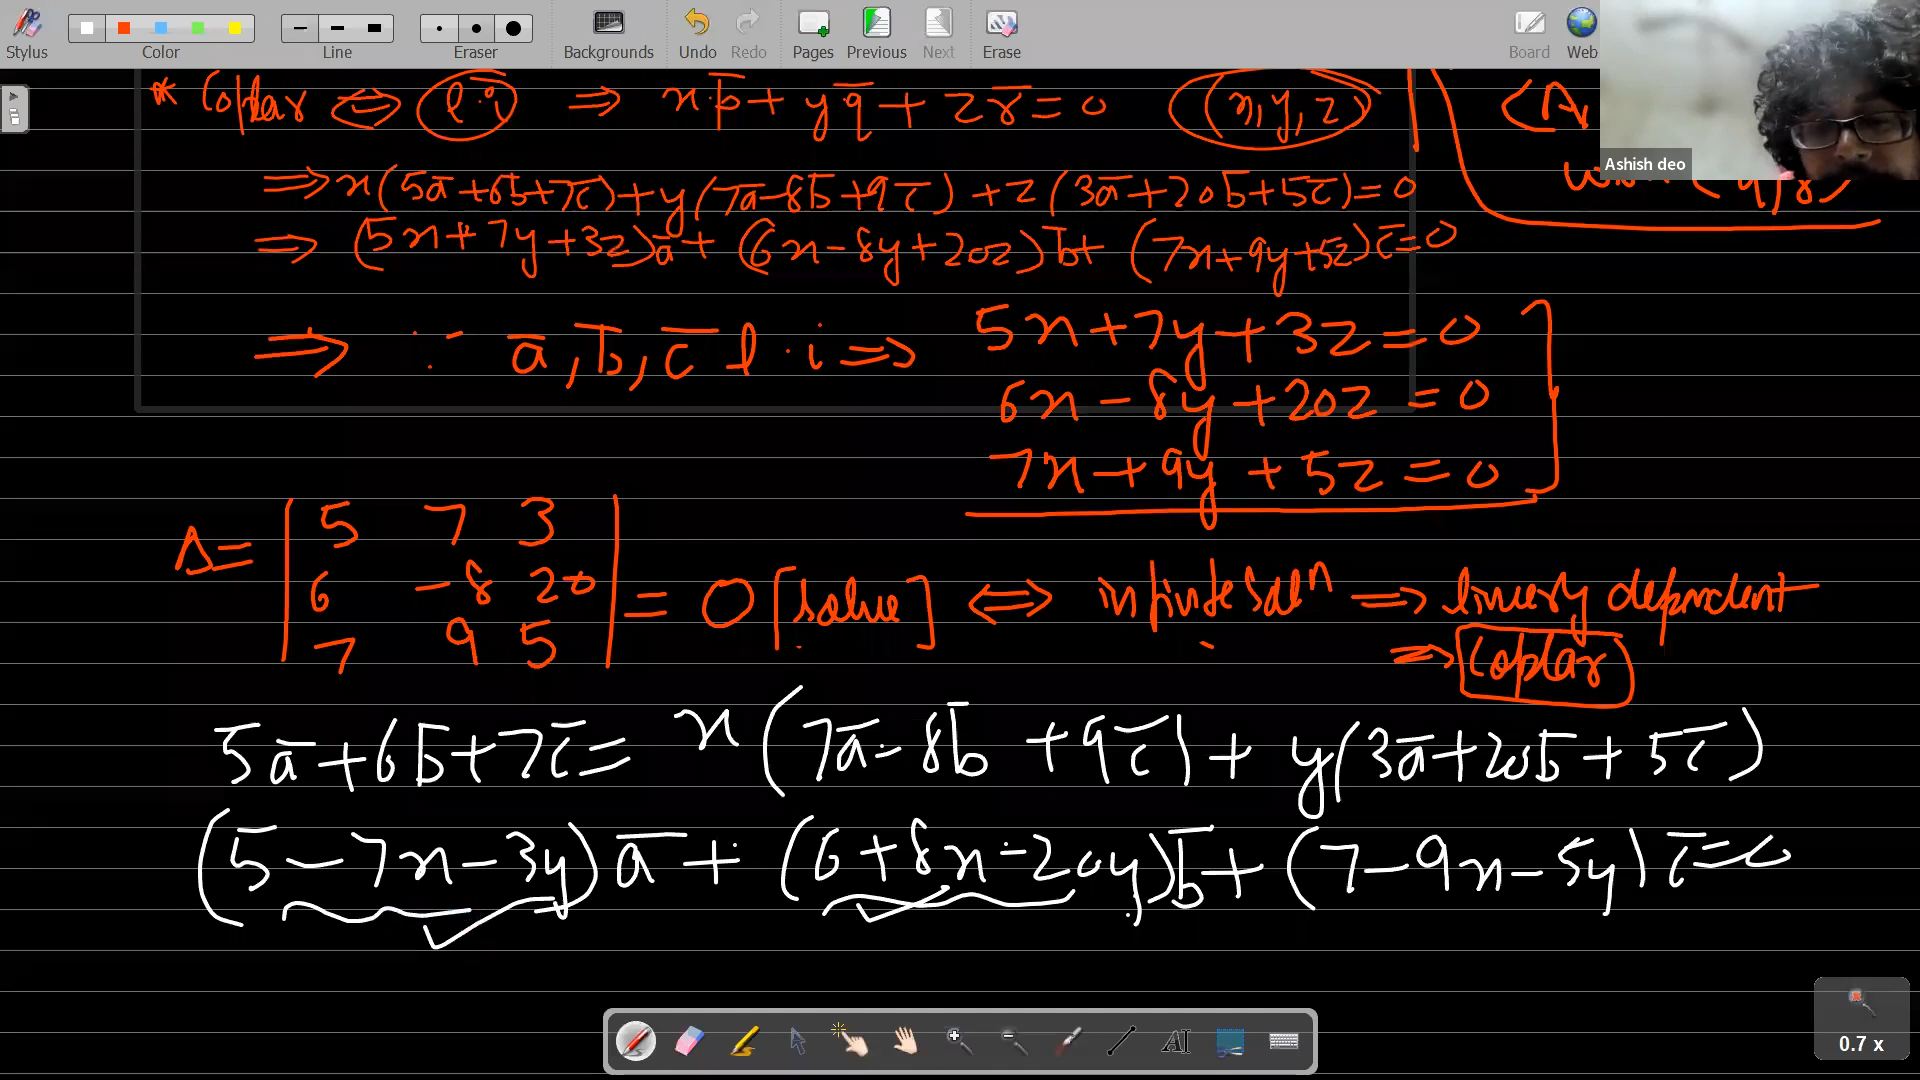 Stylus Color Line Eraser Backgrounds Undo Redo Pages Previous Next Erase Board Web
* Coplar ⇔ l·i ⇒ x p̄ + y q̄ + z r̄ = 0 (x, y, z)
Ashish deo
⇒ x(5ā+6b̄+7c̄)+y(7ā-8b̄+9c̄)+z(3ā+20b̄+5c̄)=0
⇒ (5x+7y+3z)ā+(6x-8y+20z)b̄+(7x+9y+5z)c̄=0
⇒ ∵ ā, b̄, c̄ l·i ⇒ 5x+7y+3z=0
6x-8y+20z=0
7x+9y+5z=0
Δ= | 5 7 3 |
| 6 -8 20 | = 0 [solve] ⇔ infinite Solⁿ ⇒ linerly dependent
| 7 9 5 | ⇒ Coplar
5ā+6b̄+7c̄= x(7ā-8b̄+9c̄)+y(3ā+20b̄+5c̄)
(5-7x-3y)ā+(6+8x-20y)b̄+(7-9x-5y)c̄=0
0.7 x